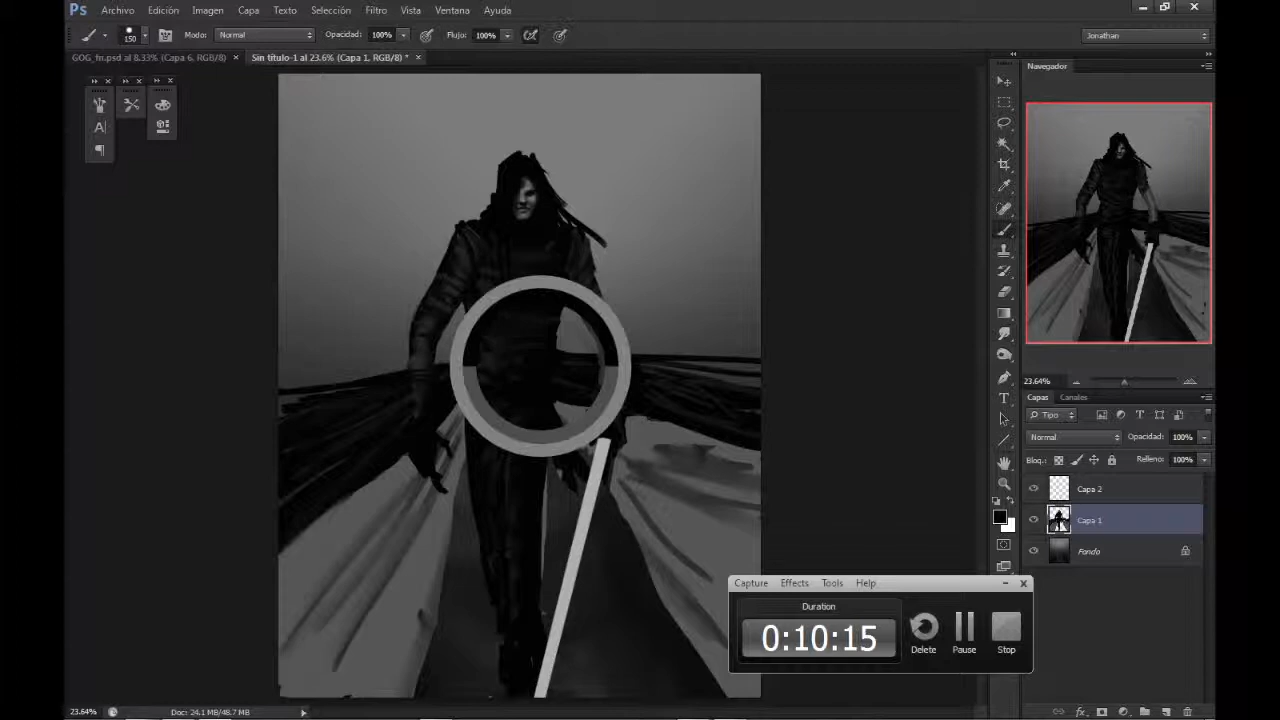 Ps Archivo Edición Imagen Capa Texto Selección Filtro Vista Ventana Ayuda
150 Modo: Normal Opacidad: 100% Flujo: 100% Jonathan
GOG_fn.psd al 8.33% (Capa 6, RGB/8) × Sin título-1 al 23.6% (Capa 1, RGB/8) * ×
Navegador
23.64%
Capas Canales
Tipo
Normal Opacidad: 100%
Bloq.: Relleno: 100%
Capa 2
Capa 1
Fondo
Capture Effects Tools Help
Duration
0:10:15
Delete Pause Stop
23.64% Doc: 24.1 MB/48.7 MB